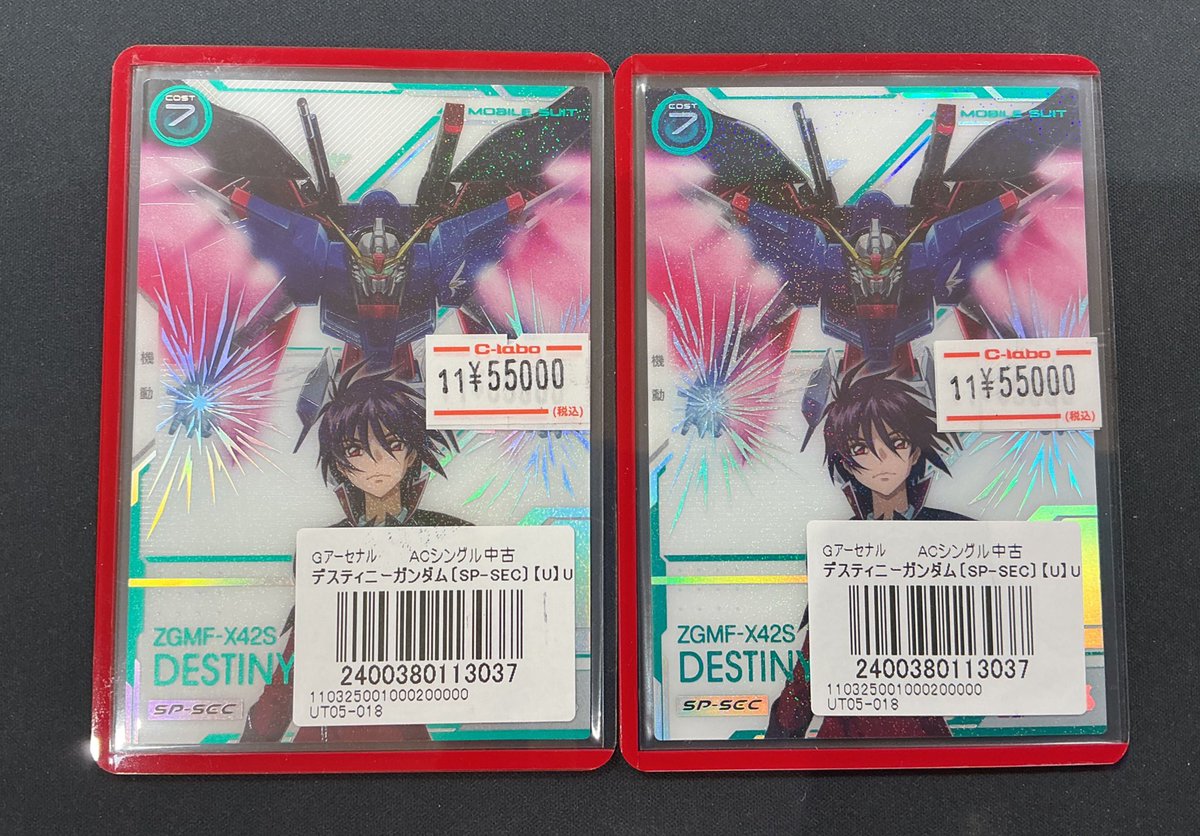 COST
7
MOBILE SUIT
機動
C-labo
11¥55000
(税込)
Gアーセナル ACシングル中古
デスティニーガンダム〔SP-SEC〕【U】U
2400380113037
110325001000200000
UT05-018
ZGMF-X42S
DESTINY
SP-SEC
COST
7
MOBILE SUIT
機動
C-labo
11¥55000
(税込)
Gアーセナル ACシングル中古
デスティニーガンダム〔SP-SEC〕【U】U
2400380113037
110325001000200000
UT05-018
ZGMF-X42S
DESTINY
SP-SEC